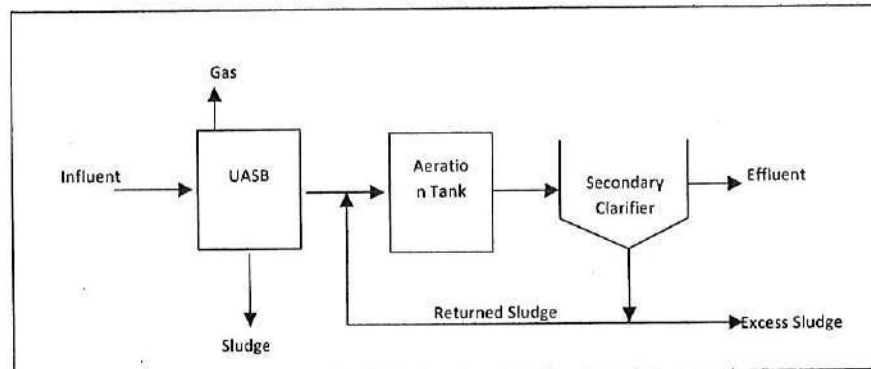 Gas
Influent
UASB
Aeratio
n Tank
Secondary
Clarifier
Effluent
Returned Sludge
Excess Sludge
Sludge